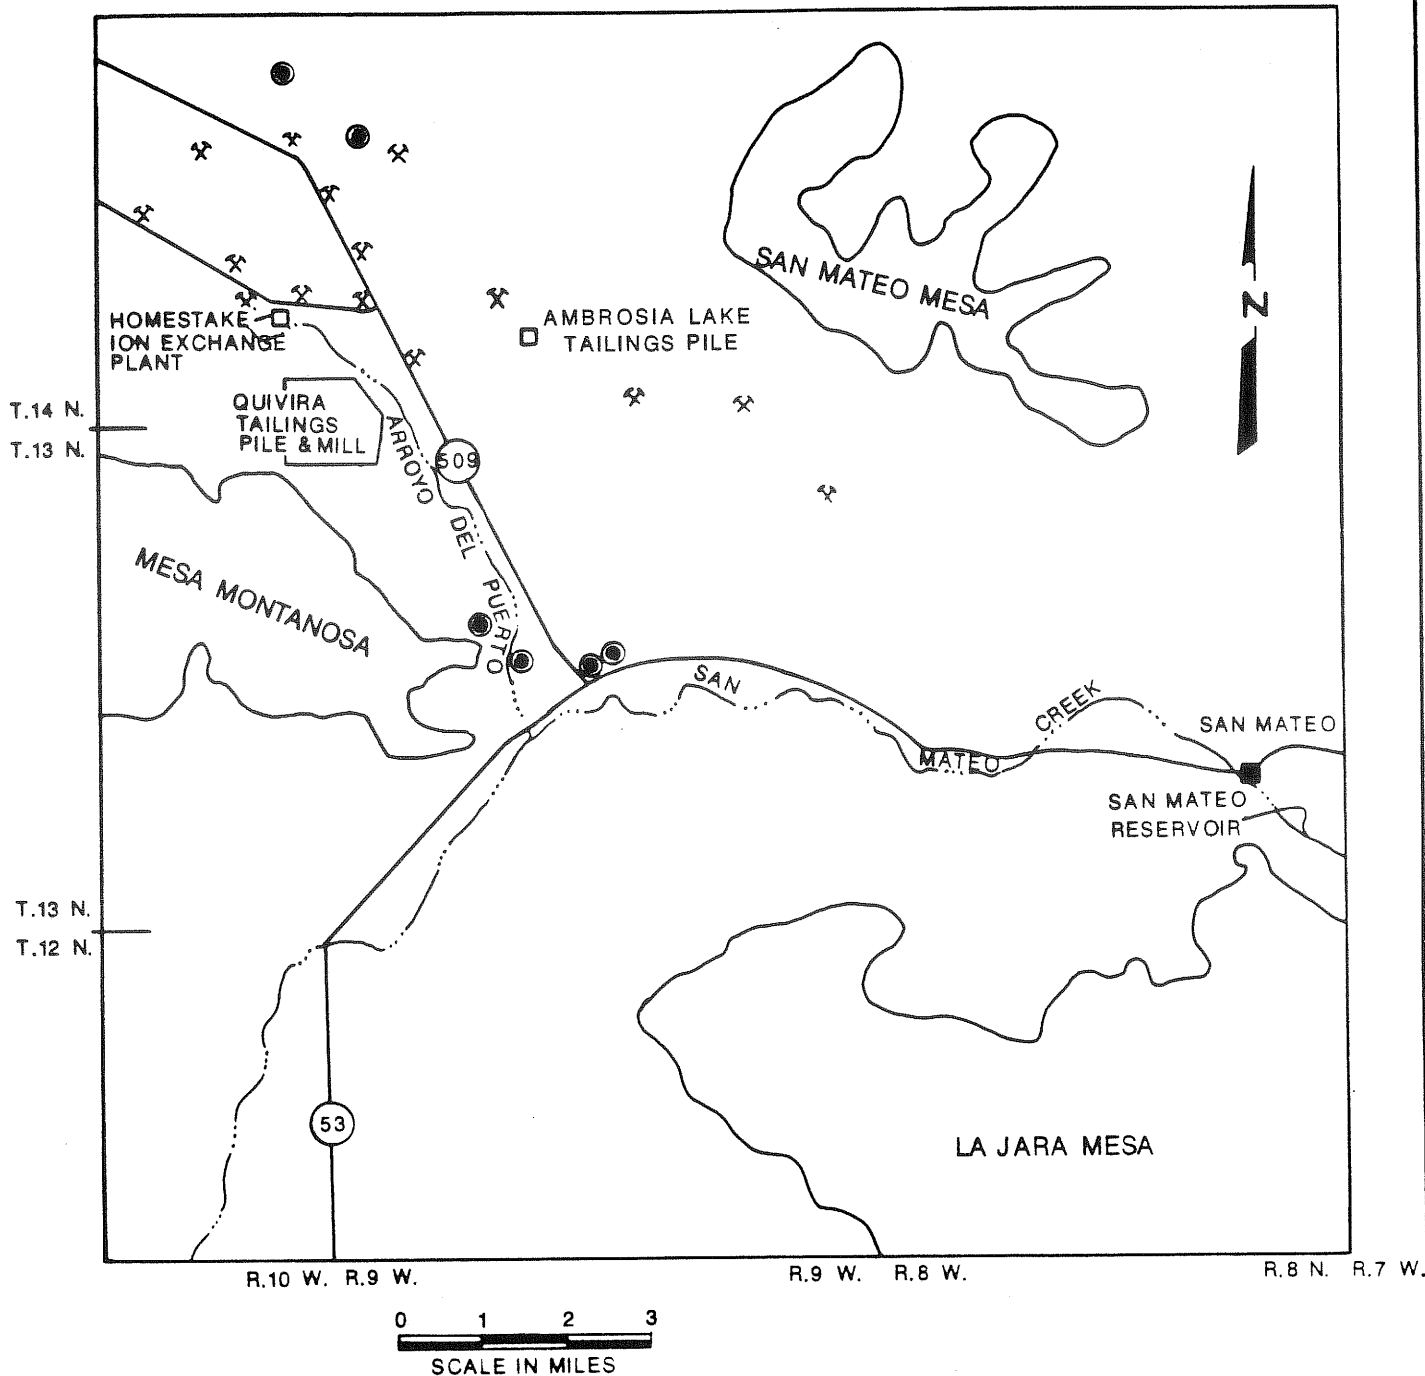 SAN MATEO MESA
N
HOMESTAKE
ION EXCHANGE
PLANT
AMBROSIA LAKE
TAILINGS PILE
QUIVIRA
TAILINGS
PILE & MILL
T.14 N.
T.13 N.
ARROYO DEL PUERTO
509
MESA MONTANOSA
SAN MATEO CREEK
SAN MATEO
SAN MATEO
RESERVOIR
T.13 N.
T.12 N.
53
LA JARA MESA
R.10 W. R.9 W.
R.9 W. R.8 W.
R.8 N. R.7 W.
0 1 2 3
SCALE IN MILES